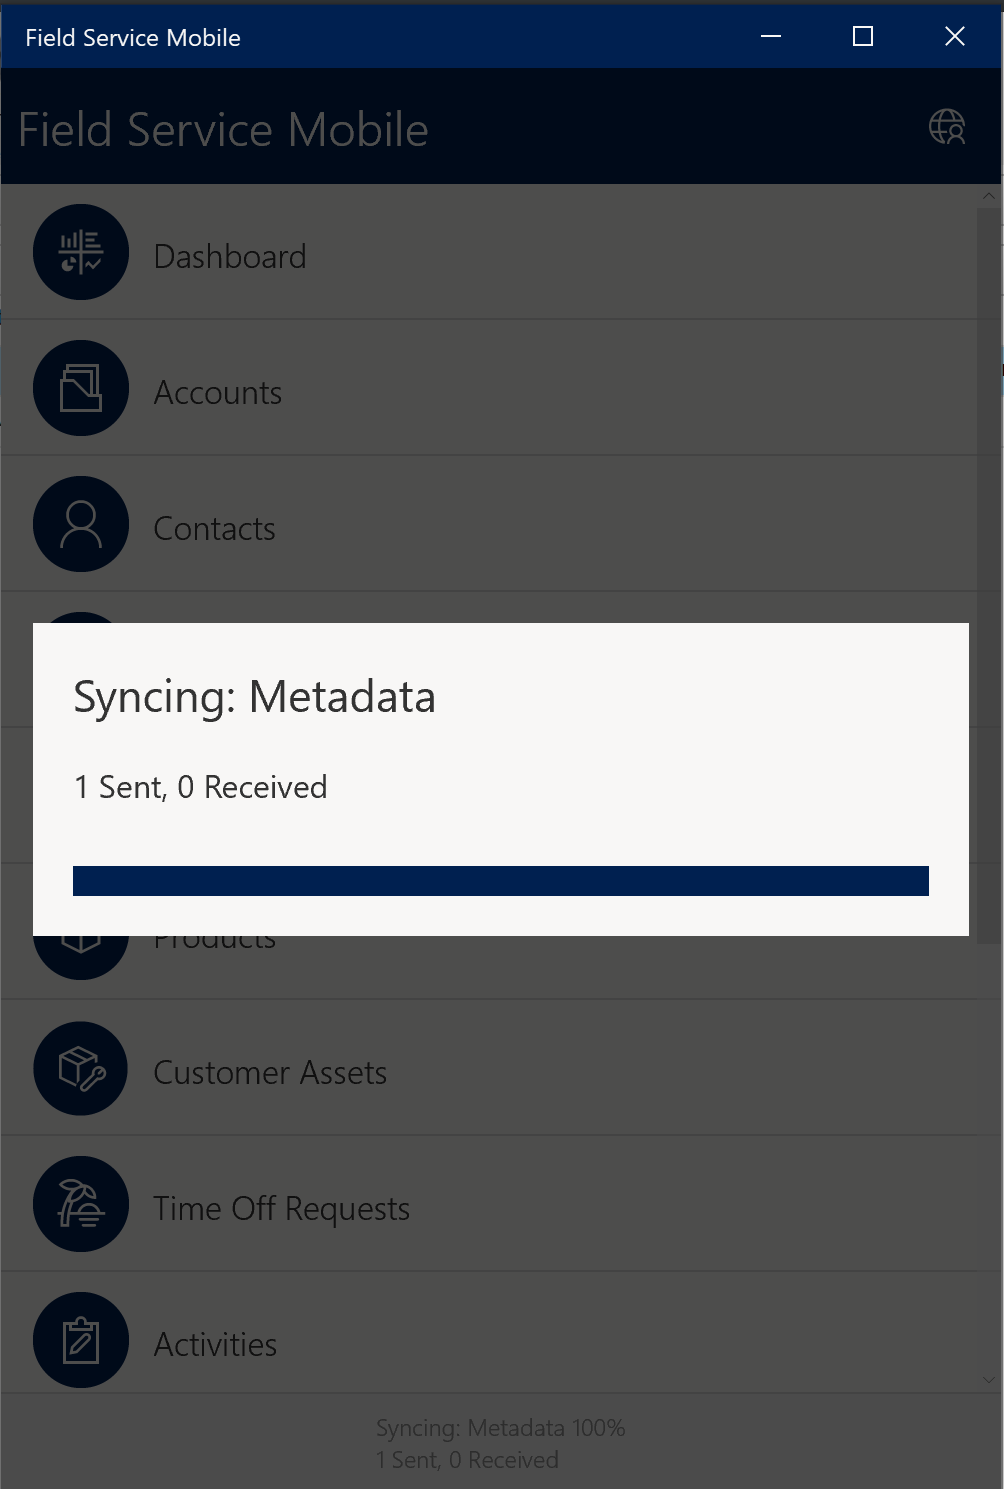 Field Service Mobile
Field Service Mobile
Dashboard
Accounts
Contacts
Syncing: Metadata
1 Sent, 0 Received
Products
Customer Assets
Time Off Requests
Activities
Syncing: Metadata 100%
1 Sent, 0 Received